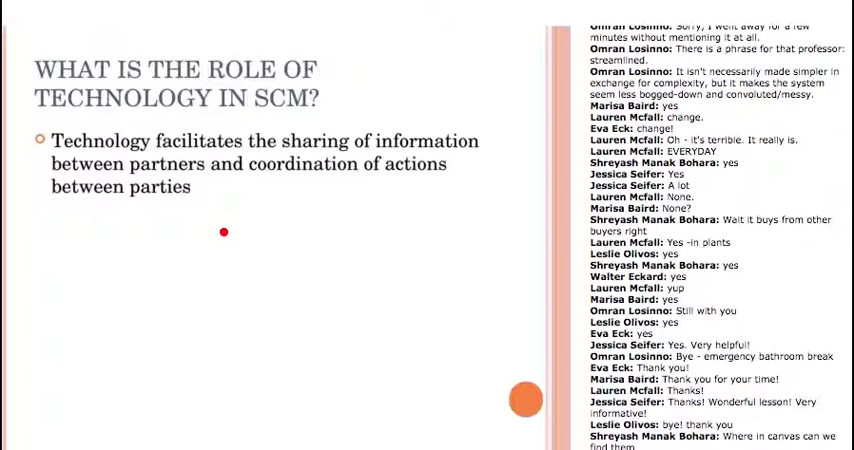 WHAT IS THE ROLE OF
TECHNOLOGY IN SCM?
Technology facilitates the sharing of information
between partners and coordination of actions
between parties
Omran Losinno: Sorry, I went away for a few
minutes without mentioning it at all.
Omran Losinno: There is a phrase for that professor:
streamlined.
Omran Losinno: It isn't necessarily made simpler in
exchange for complexity, but it makes the system
seem less bogged-down and convoluted/messy.
Marisa Baird: yes
Lauren Mcfall: change.
Eva Eck: change!
Lauren Mcfall: Oh - it's terrible. It really is.
Lauren Mcfall: EVERYDAY
Shreyash Manak Bohara: yes
Jessica Seifer: Yes
Jessica Seifer: A lot
Lauren Mcfall: None.
Marisa Baird: None?
Shreyash Manak Bohara: Wait it buys from other
buyers right
Lauren Mcfall: Yes -in plants
Leslie Olivos: yes
Shreyash Manak Bohara: yes
Walter Eckard: yes
Lauren Mcfall: yup
Marisa Baird: yes
Omran Losinno: Still with you
Leslie Olivos: yes
Eva Eck: yes
Jessica Seifer: Yes. Very helpful!
Omran Losinno: Bye - emergency bathroom break
Eva Eck: Thank you!
Marisa Baird: Thank you for your time!
Lauren Mcfall: Thanks!
Jessica Seifer: Thanks! Wonderful lesson! Very
informative!
Leslie Olivos: bye! thank you
Shreyash Manak Bohara: Where in canvas can we
find them